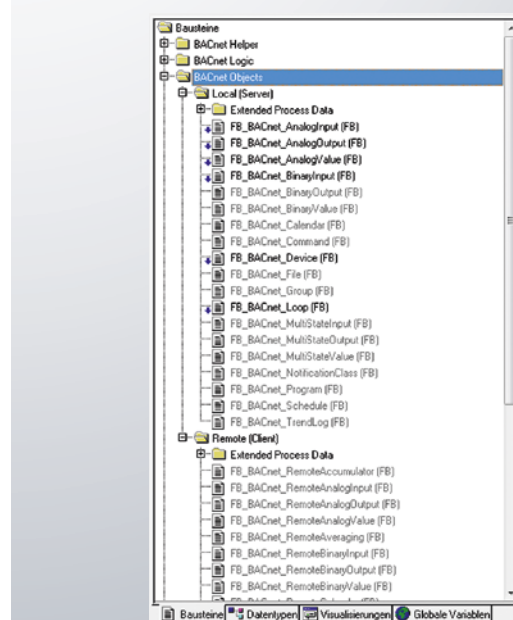 Bausteine
BACnet Helper
BACnet Logic
BACnet Objects
Local (Server)
Extended Process Data
FB_BACnet_AnalogInput (FB)
FB_BACnet_AnalogOutput (FB)
FB_BACnet_AnalogValue (FB)
FB_BACnet_BinaryInput (FB)
FB_BACnet_BinaryOutput (FB)
FB_BACnet_BinaryValue (FB)
FB_BACnet_Calendar (FB)
FB_BACnet_Command (FB)
FB_BACnet_Device (FB)
FB_BACnet_File (FB)
FB_BACnet_Group (FB)
FB_BACnet_Loop (FB)
FB_BACnet_MultiStateInput (FB)
FB_BACnet_MultiStateOutput (FB)
FB_BACnet_MultiStateValue (FB)
FB_BACnet_NotificationClass (FB)
FB_BACnet_Program (FB)
FB_BACnet_Schedule (FB)
FB_BACnet_TrendLog (FB)
Remote (Client)
Extended Process Data
FB_BACnet_RemoteAccumulator (FB)
FB_BACnet_RemoteAnalogInput (FB)
FB_BACnet_RemoteAnalogOutput (FB)
FB_BACnet_RemoteAnalogValue (FB)
FB_BACnet_RemoteAveraging (FB)
FB_BACnet_RemoteBinaryInput (FB)
FB_BACnet_RemoteBinaryOutput (FB)
FB_BACnet_RemoteBinaryValue (FB)
Bausteine Datentypen Visualisierungen Globale Variablen